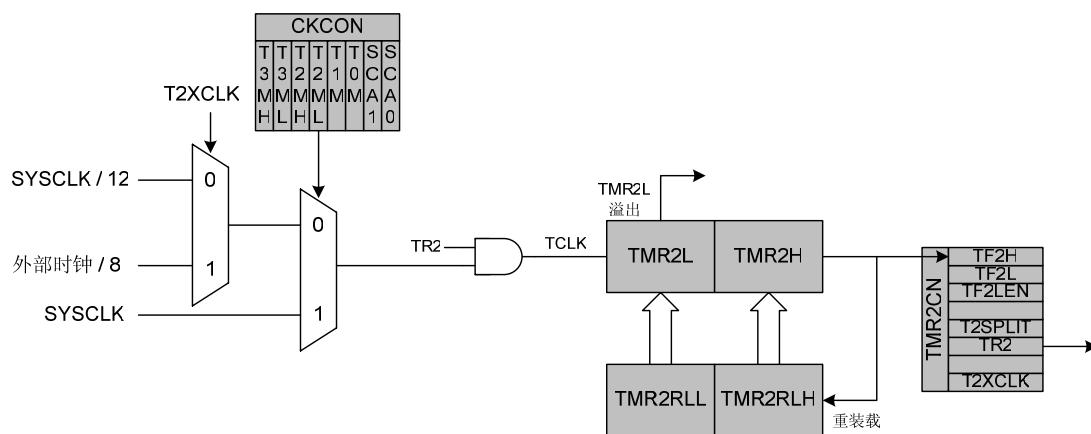 CKCON
T3MH
T3ML
T2MH
T2ML
T1M
T0M
SCA1
SCA0
T2XCLK
SYSCLK / 12
0
外部时钟 / 8
1
SYSCLK
0
1
TR2
TCLK
TMR2L
溢出
TMR2L
TMR2H
TMR2RLL
TMR2RLH
重装载
TMR2CN
TF2H
TF2L
TF2LEN
T2SPLIT
TR2
T2XCLK